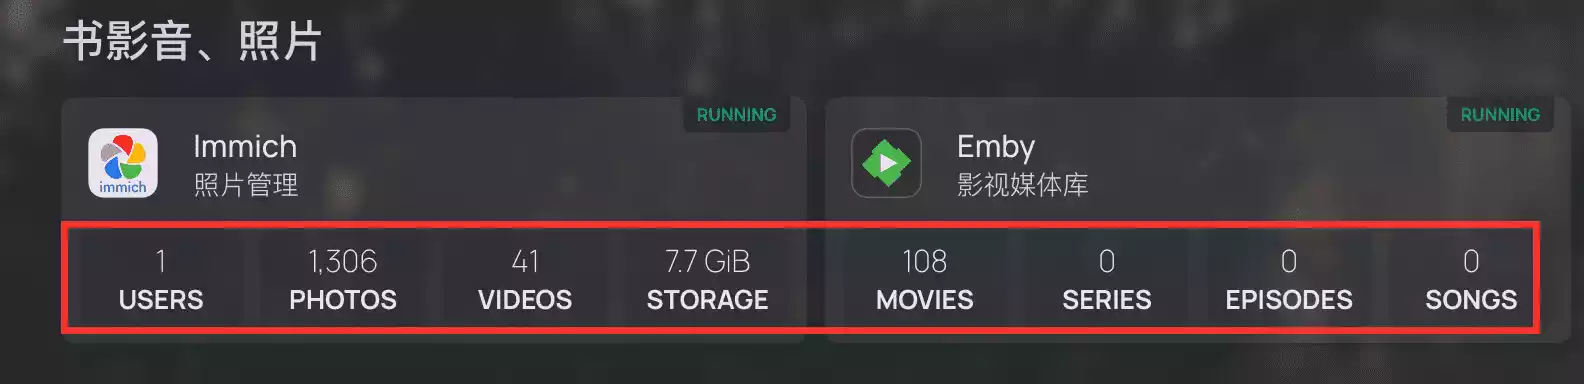 书影音、照片
RUNNING
immich
Immich
照片管理
1 1,306 41 7.7 GiB
USERS PHOTOS VIDEOS STORAGE
RUNNING
Emby
影视媒体库
108 0 0 0
MOVIES SERIES EPISODES SONGS